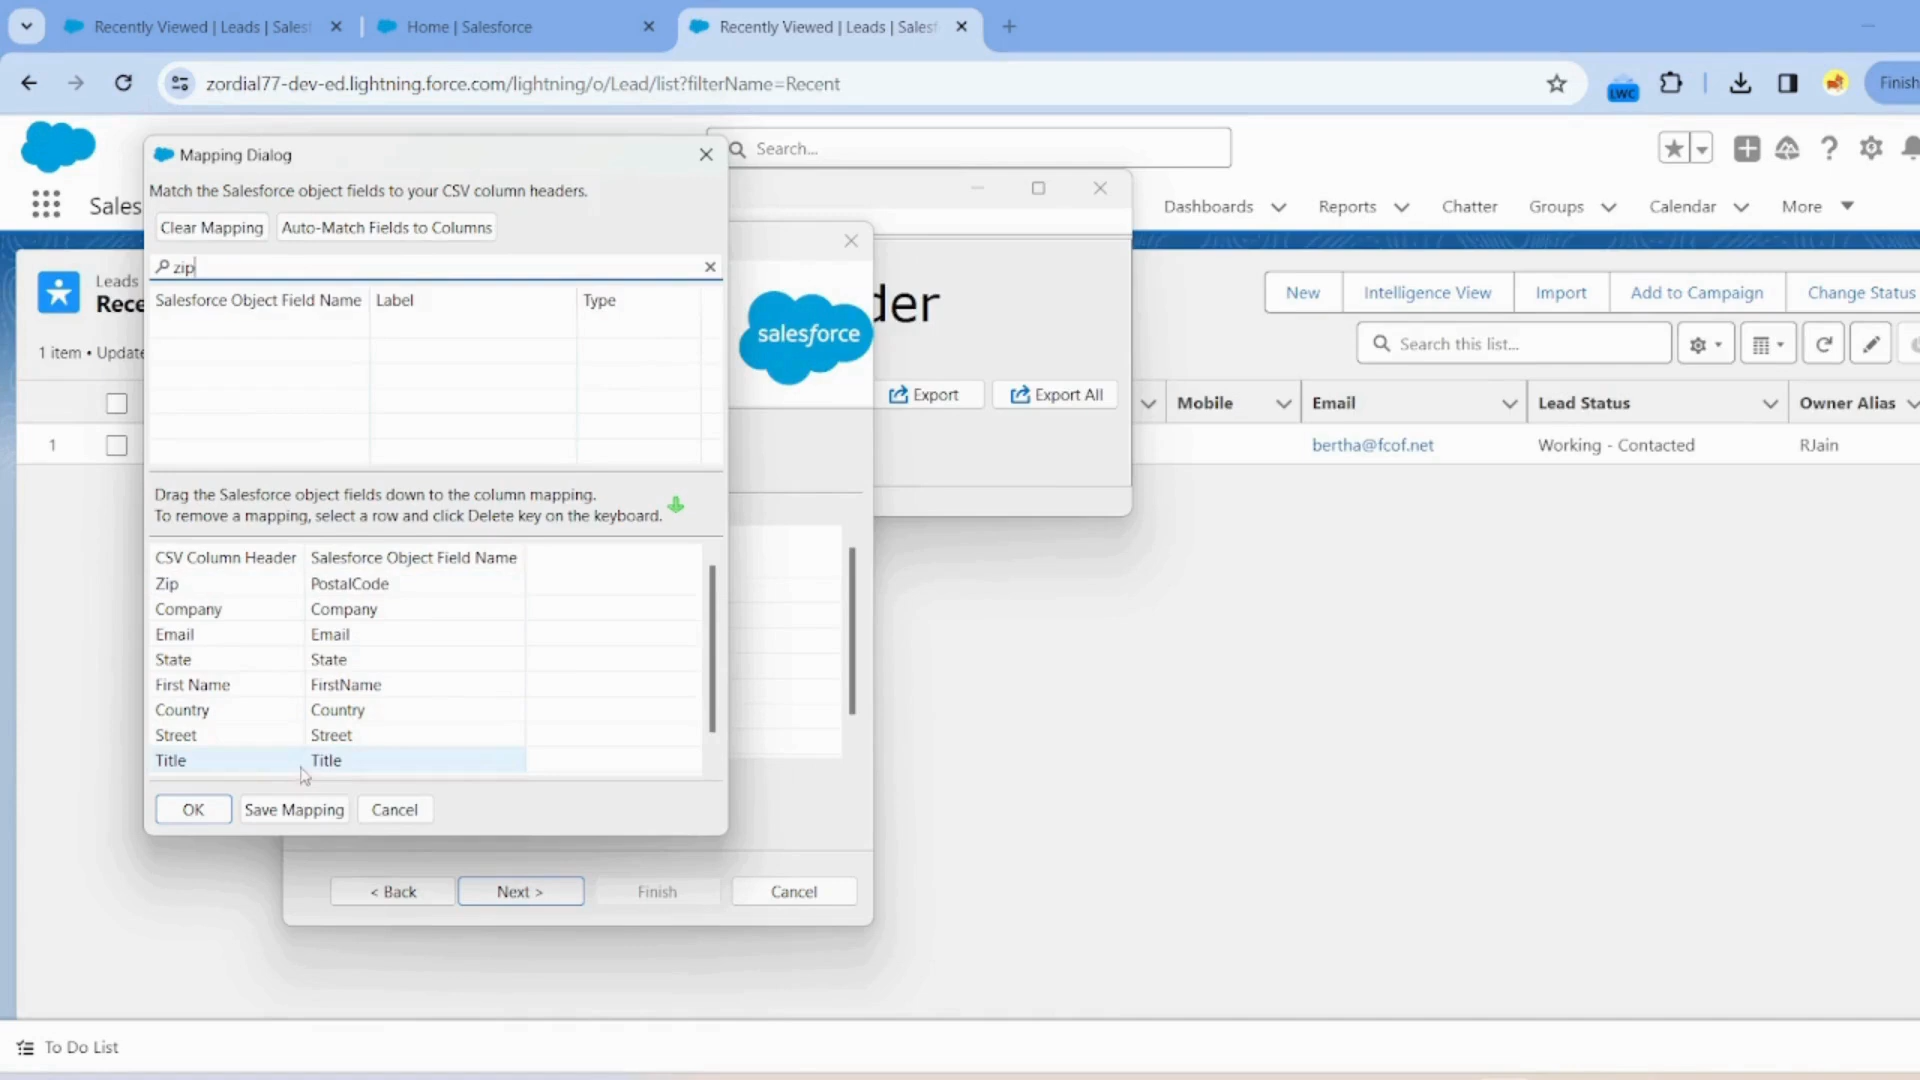 Recently Viewed | Leads | Sales
Home | Salesforce
Recently Viewed | Leads | Sales
zordial77-dev-ed.lightning.force.com/lightning/o/Lead/list?filterName=Recent
LWC
Finish
Mapping Dialog
Search...
Match the Salesforce object fields to your CSV column headers.
Sales
Dashboards
Reports
Chatter
Groups
Calendar
More
Clear Mapping
Auto-Match Fields to Columns
zip
Leads
Rece
der
New
Intelligence View
Import
Add to Campaign
Change Status
Salesforce Object Field Name
Label
Type
salesforce
1 item • Update
Search this list...
Export
Export All
Mobile
Email
Lead Status
Owner Alias
1
bertha@fcof.net
Working - Contacted
RJain
Drag the Salesforce object fields down to the column mapping.
To remove a mapping, select a row and click Delete key on the keyboard.
CSV Column Header
Salesforce Object Field Name
Zip
PostalCode
Company
Company
Email
Email
State
State
First Name
FirstName
Country
Country
Street
Street
Title
Title
OK
Save Mapping
Cancel
< Back
Next >
Finish
Cancel
To Do List